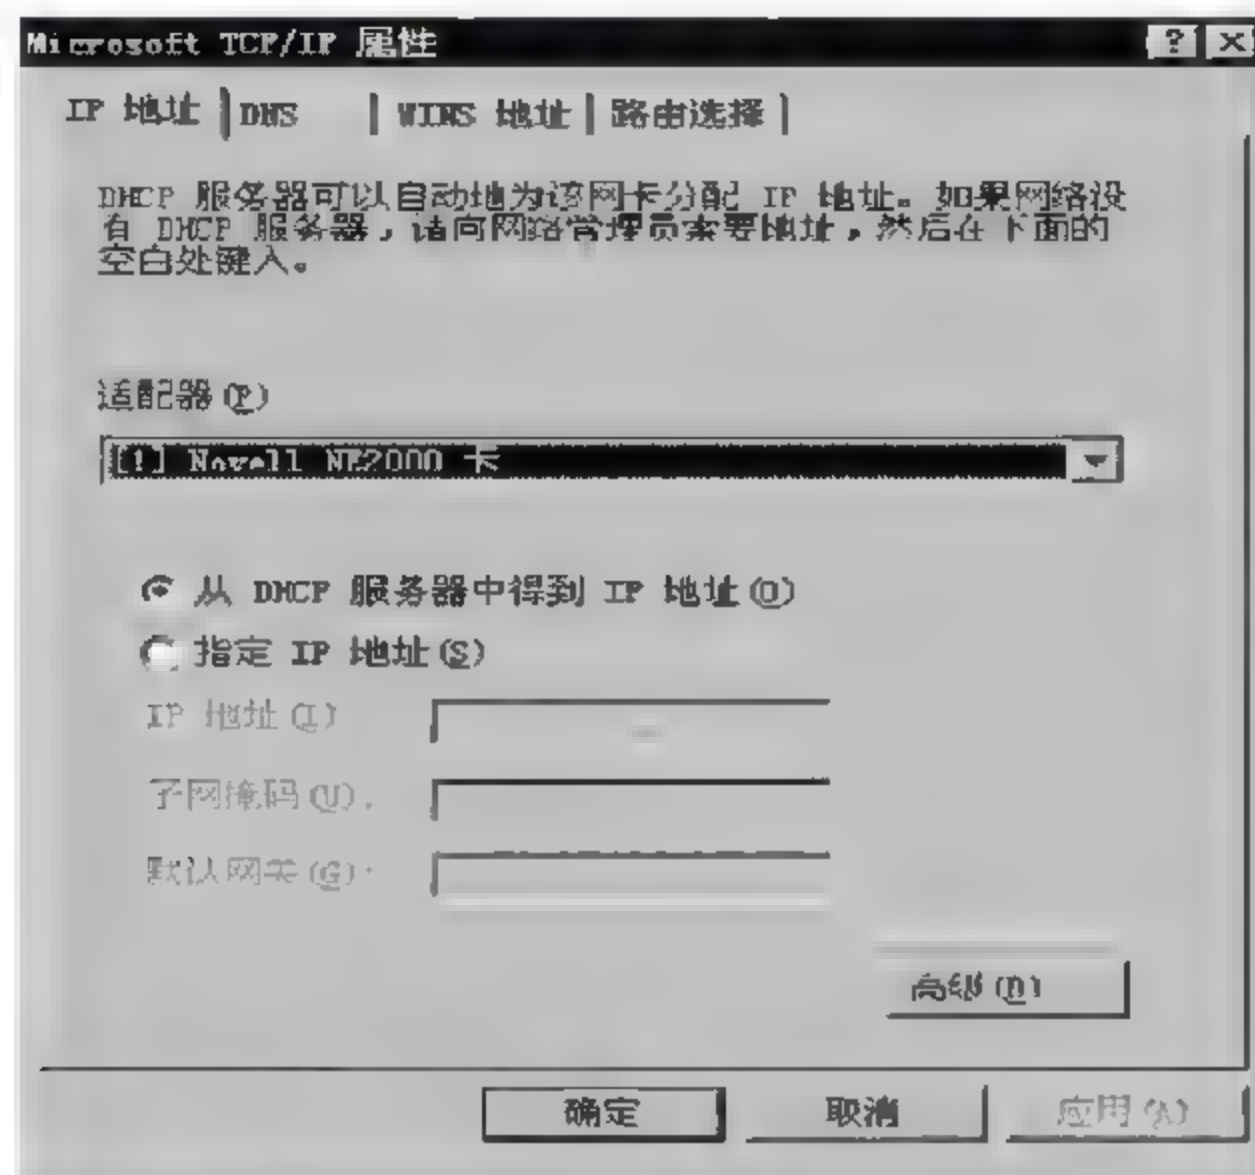 Microsoft TCP/IP 属性
IP 地址 DNS WINS 地址 路由选择
DHCP 服务器可以自动地为该网卡分配 IP 地址。如果网络没
有 DHCP 服务器，请向网络管理员索要地址，然后在下面的
空白处键入。
适配器(P)
[1] Novell NE2000 卡
从 DHCP 服务器中得到 IP 地址(O)
指定 IP 地址(S)
IP 地址(I)
子网掩码(U):
默认网关(G):
高级(D)
确定 取消 应用(A)